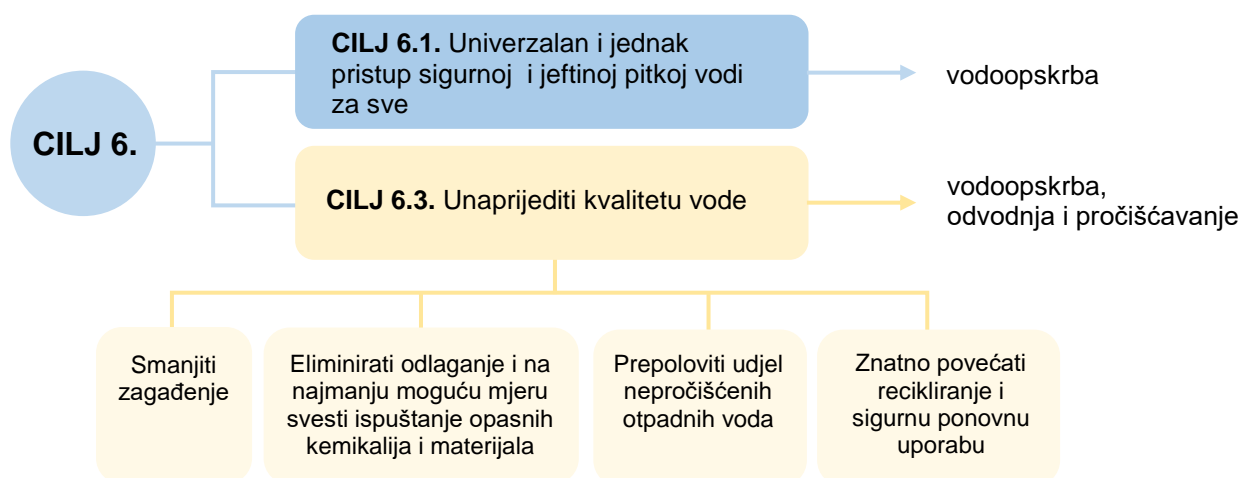 CILJ 6.
CILJ 6.1. Univerzalan i jednak
pristup sigurnoj i jeftinoj pitkoj vodi
za sve
vodoopskrba
CILJ 6.3. Unaprijediti kvalitetu vode
vodoopskrba,
odvodnja i pročišćavanje
Smanjiti
zagađenje
Eliminirati odlaganje i na
najmanju moguću mjeru
svesti ispuštanje opasnih
kemikalija i materijala
Prepoloviti udjel
nepročišćenih
otpadnih voda
Znatno povećati
recikliranje i
sigurnu ponovnu
uporabu